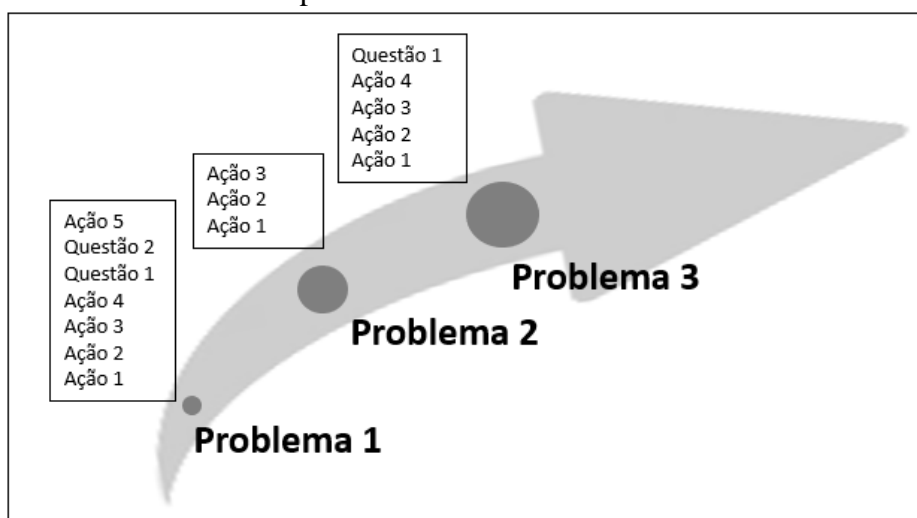 Questão 1
Ação 4
Ação 3
Ação 2
Ação 1
Ação 3
Ação 2
Ação 1
Ação 5
Questão 2
Questão 1
Ação 4
Ação 3
Ação 2
Ação 1
Problema 3
Problema 2
Problema 1